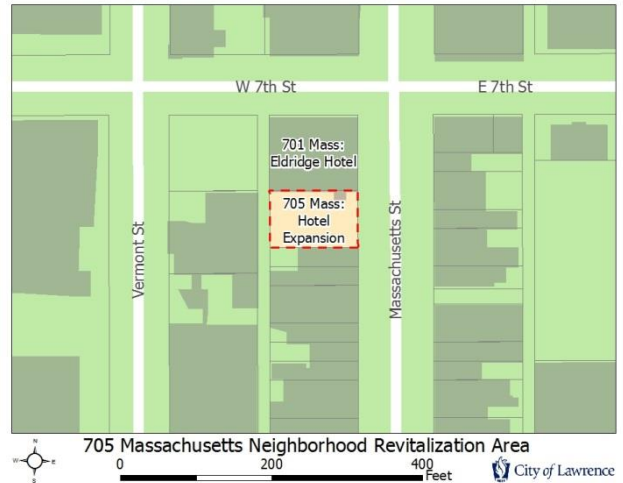 W 7th St
E 7th St
701 Mass:
Eldridge Hotel
705 Mass:
Hotel
Expansion
Vermont St
Massachusetts St
705 Massachusetts Neighborhood Revitalization Area
N
W
E
S
0
200
400
Feet
City of Lawrence